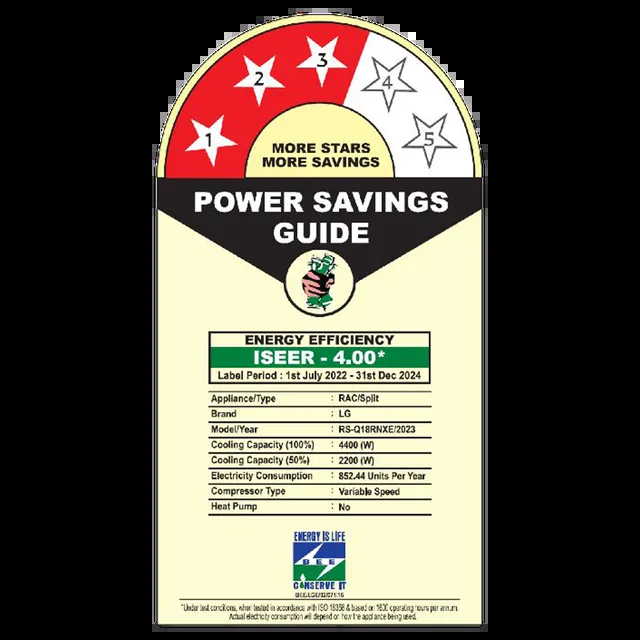 1
2
3
4
5
MORE STARS
MORE SAVINGS
POWER SAVINGS
GUIDE
ENERGY EFFICIENCY
ISEER - 4.00*
Label Period : 1st July 2022 - 31st Dec 2024
Appliance/Type : RAC/Split
Brand : LG
Model/Year : RS-Q18RNXE/2023
Cooling Capacity (100%) : 4400 (W)
Cooling Capacity (50%) : 2200 (W)
Electricity Consumption : 852.44 Units Per Year
Compressor Type : Variable Speed
Heat Pump : No
ENERGY IS LIFE
BEE
CONSERVE IT
*Under test conditions, when tested in accordance with ISO 16358 & based on 1600 operating hours per annum.
Actual electricity consumption will depend on how the appliance being used.